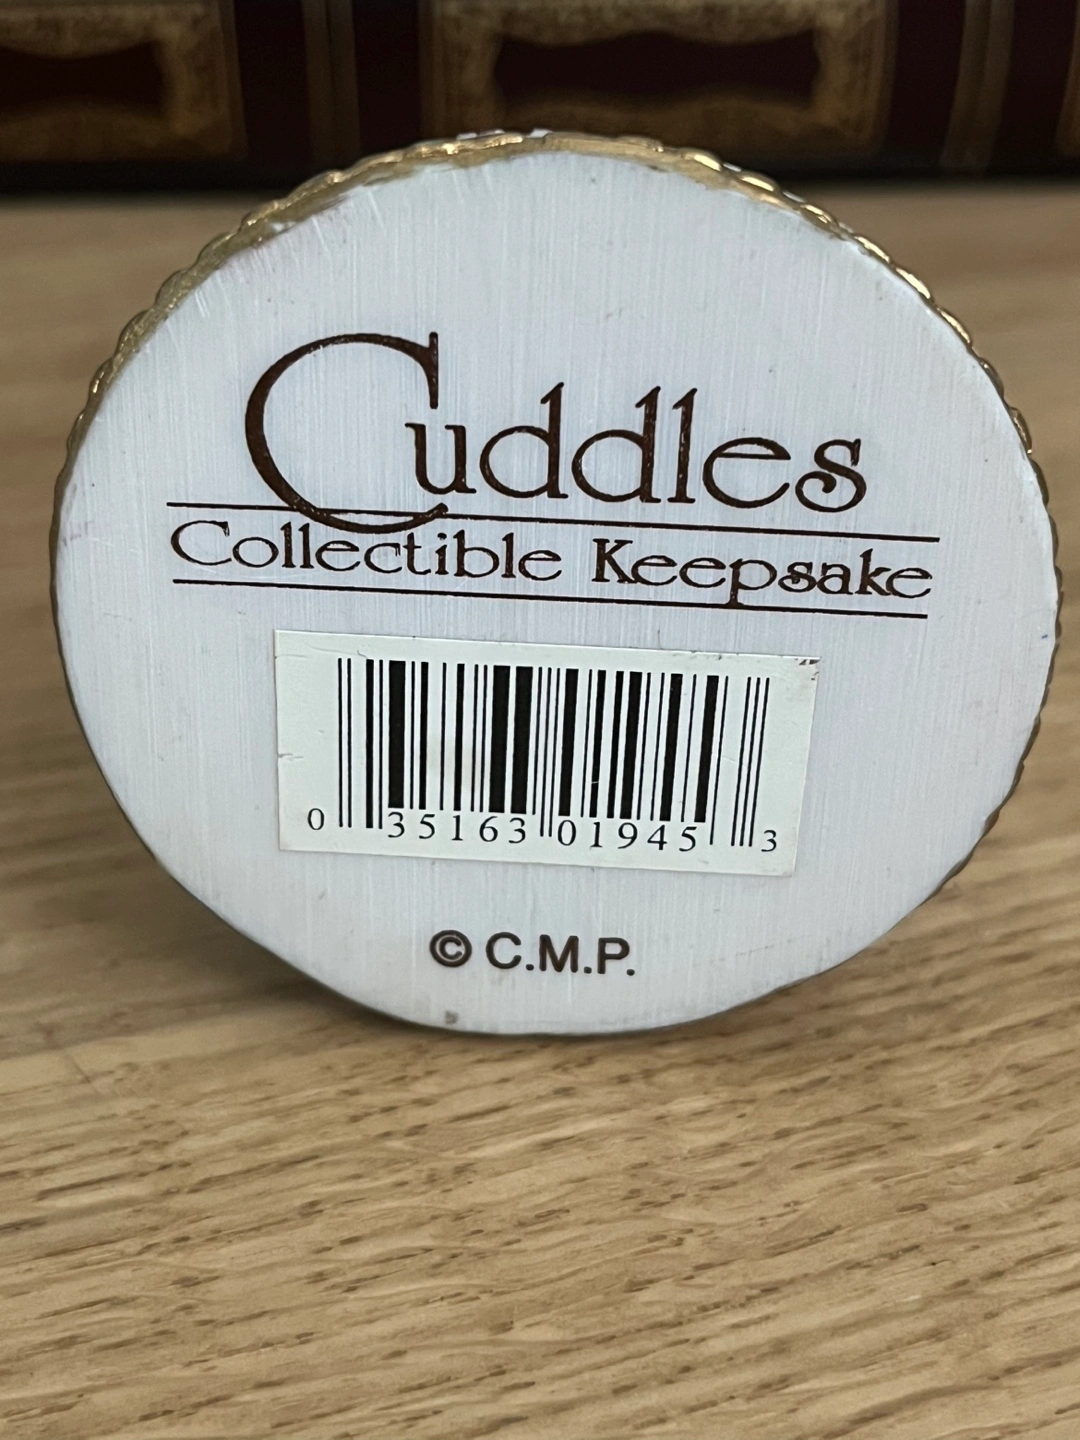 Cuddles
Collectible Keepsake
0 35163 01945 3
© C.M.P.